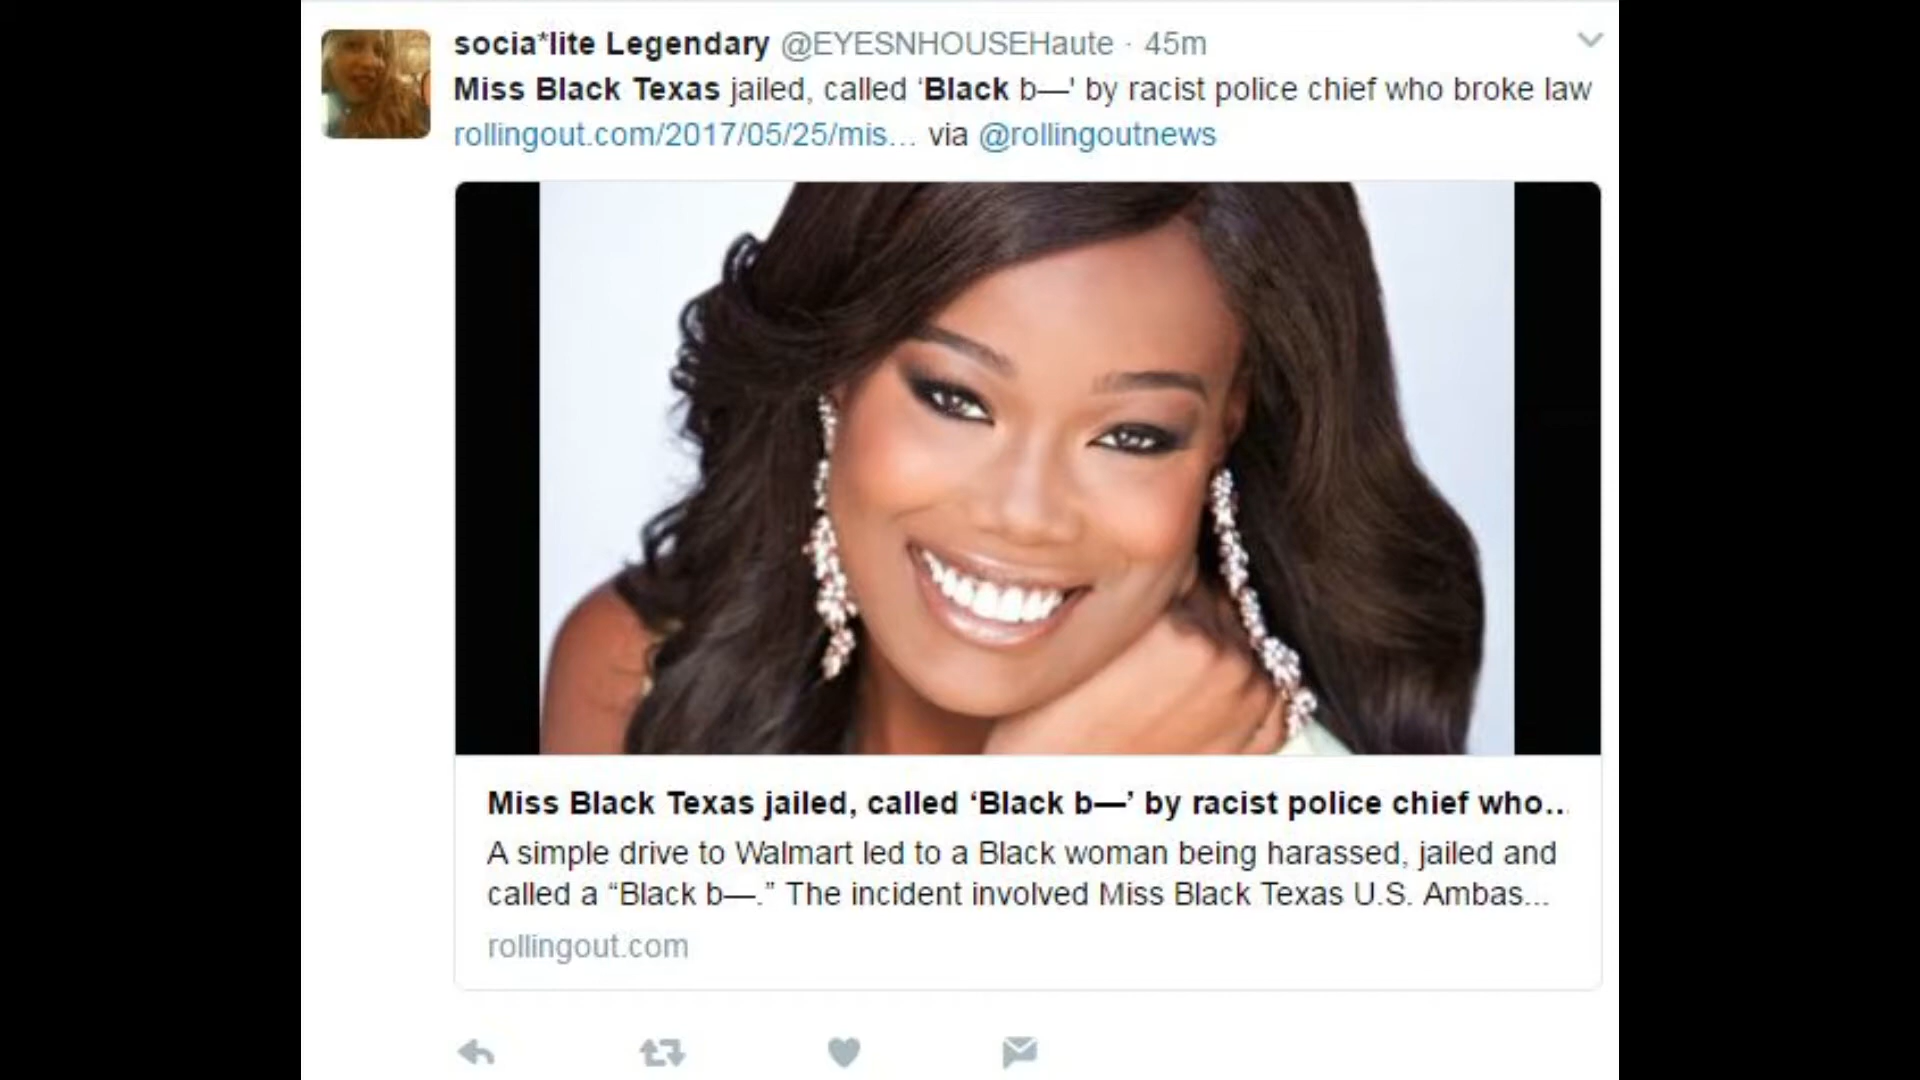 socia*lite Legendary @EYESNHOUSEHaute · 45m
Miss Black Texas jailed, called ‘Black b—' by racist police chief who broke law
rollingout.com/2017/05/25/mis... via @rollingoutnews
Miss Black Texas jailed, called ‘Black b—’ by racist police chief who...
A simple drive to Walmart led to a Black woman being harassed, jailed and
called a “Black b—.” The incident involved Miss Black Texas U.S. Ambas...
rollingout.com